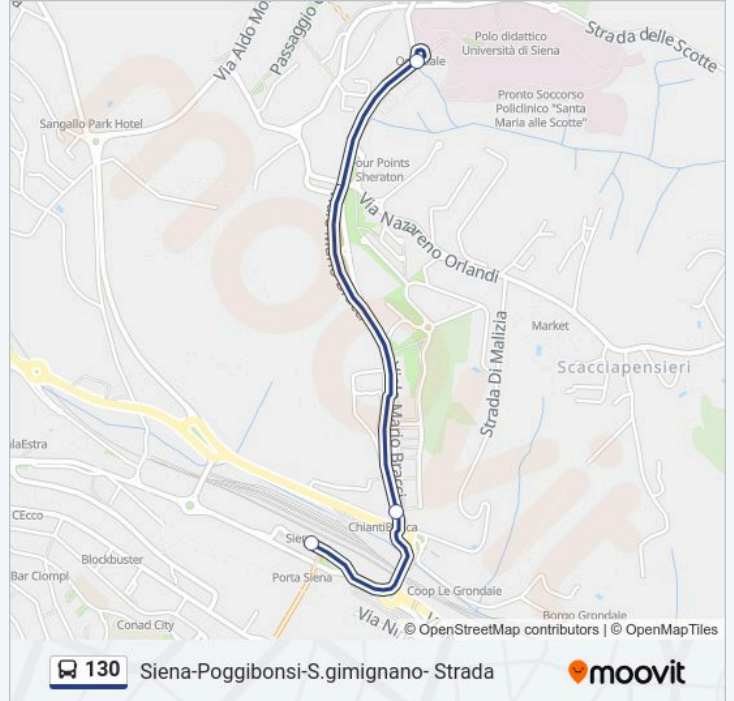 Via Aldo Mo
Passaggio
Strada delle Scotte
Polo didattico
Università di Siena
Pronto Soccorso
Policlinico "Santa
Maria alle Scotte"
Sangallo Park Hotel
our Points
Sheraton
Via Nazareno Orlandi
Market
Scacciapensieri
Strada Di Malizia
Mario Bracci
laEstra
CEcco
Blockbuster
Bar Ciompi
Porta Siena
Coop Le Grondaie
Borgo Grondaie
Conad City
© OpenStreetMap contributors | © OpenMapTiles
130 Siena-Poggibonsi-S.gimignano- Strada
moovit